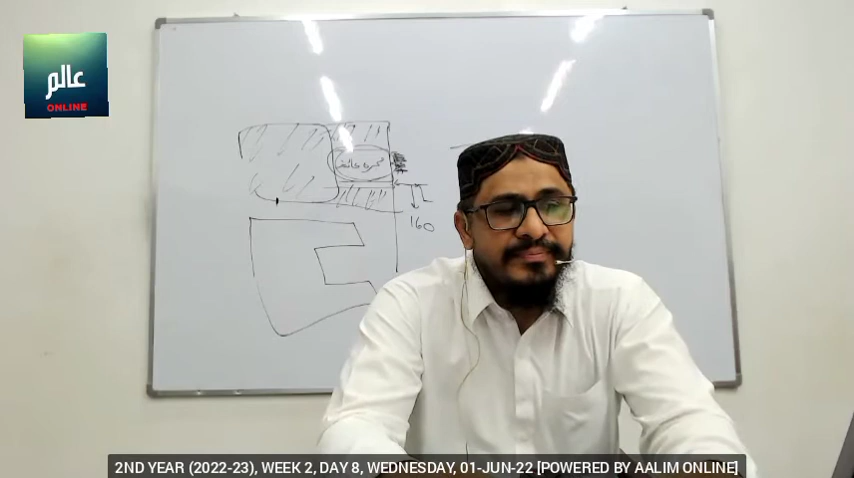 عالم
ONLINE
160
2ND YEAR (2022-23), WEEK 2, DAY 8, WEDNESDAY, 01-JUN-22 [POWERED BY AALIM ONLINE]